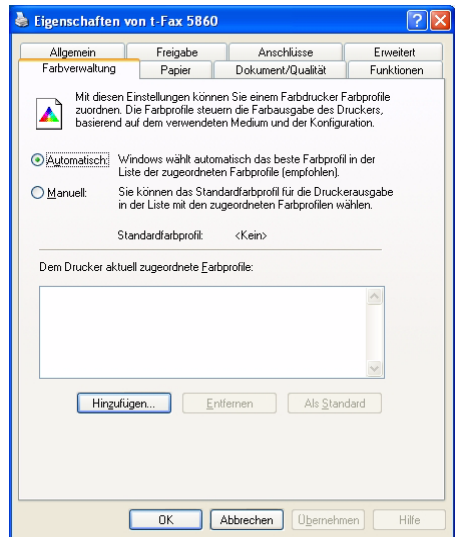 Eigenschaften von t-Fax 5860
Allgemein Freigabe Anschlüsse Erweitert
Farbverwaltung Papier Dokument/Qualität Funktionen
Mit diesen Einstellungen können Sie einem Farbdrucker Farbprofile
zuordnen. Die Farbprofile steuern die Farbausgabe des Druckers,
basierend auf dem verwendeten Medium und der Konfiguration.
Automatisch: Windows wählt automatisch das beste Farbprofil in der
Liste der zugeordneten Farbprofile (empfohlen).
Manuell: Sie können das Standardfarbprofil für die Druckerausgabe
in der Liste mit den zugeordneten Farbprofilen wählen.
Standardfarbprofil: <Kein>
Dem Drucker aktuell zugeordnete Farbprofile:
Hinzufügen... Entfernen Als Standard
OK Abbrechen Übernehmen Hilfe